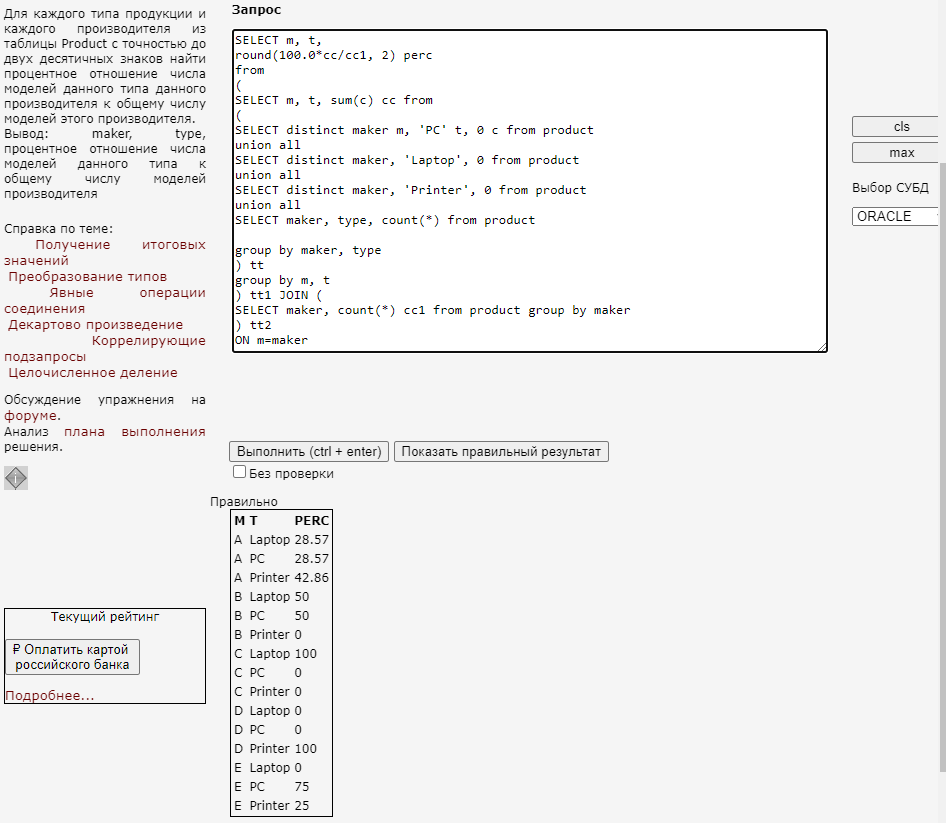 Для каждого типа продукции и
каждого производителя из
таблицы Product c точностью до
двух десятичных знаков найти
процентное отношение числа
моделей данного типа данного
производителя к общему числу
моделей этого производителя.
Вывод: maker, type,
процентное отношение числа
моделей данного типа к
общему числу моделей
производителя
Справка по теме:
Получение итоговых
значений
Преобразование типов
Явные операции
соединения
Декартово произведение
Коррелирующие
подзапросы
Целочисленное деление
Обсуждение упражнения на
форуме.
Анализ плана выполнения
решения.
Текущий рейтинг
₽ Оплатить картой
российского банка
Подробнее...
Запрос
SELECT m, t,
round(100.0*cc/cc1, 2) perc
from
(
SELECT m, t, sum(c) cc from
(
SELECT distinct maker m, 'PC' t, 0 c from product
union all
SELECT distinct maker, 'Laptop', 0 from product
union all
SELECT distinct maker, 'Printer', 0 from product
union all
SELECT maker, type, count(*) from product
group by maker, type
) tt
group by m, t
) tt1 JOIN (
SELECT maker, count(*) cc1 from product group by maker
) tt2
ON m=maker
Выполнить (ctrl + enter) Показать правильный результат
Без проверки
Правильно
M T PERC
A Laptop 28.57
A PC 28.57
A Printer 42.86
B Laptop 50
B PC 50
B Printer 0
C Laptop 100
C PC 0
C Printer 0
D Laptop 0
D PC 0
D Printer 100
E Laptop 0
E PC 75
E Printer 25
cls
max
Выбор СУБД
ORACLE